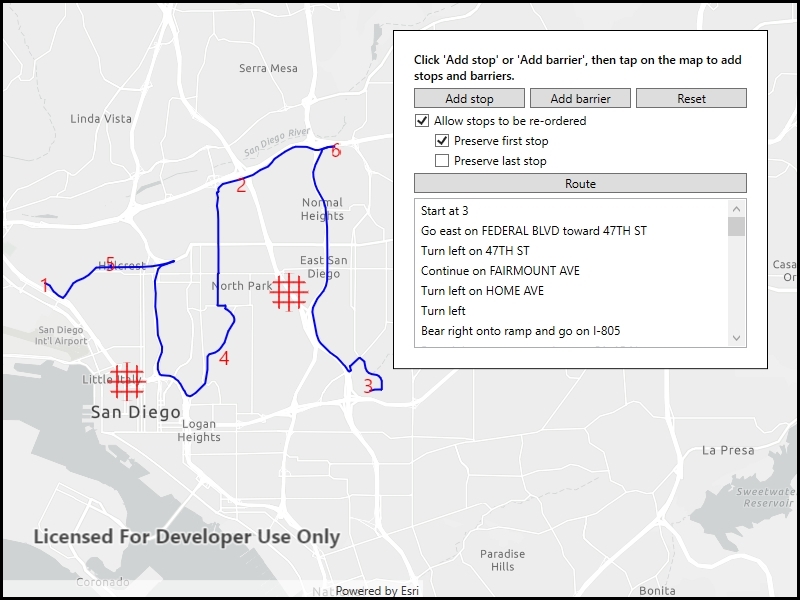 Serra Mesa
Linda Vista
San Diego River
6
2
Normal
Heights
5
Hillcrest
East San
Diego
1
North Park
San Diego
Int'l Airport
4
Little Italy
3
San Diego
Logan
Heights
La Presa
Sweetwater
Reservoir
Licensed For Developer Use Only
Paradise
Hills
Coronado
Powered by Esri
Bonita
Casa
Click 'Add stop' or 'Add barrier', then tap on the map to add
stops and barriers.
Add stop Add barrier Reset
Allow stops to be re-ordered
Preserve first stop
Preserve last stop
Route
Start at 3
Go east on FEDERAL BLVD toward 47TH ST
Turn left on 47TH ST
Continue on FAIRMOUNT AVE
Turn left on HOME AVE
Turn left
Bear right onto ramp and go on I-805